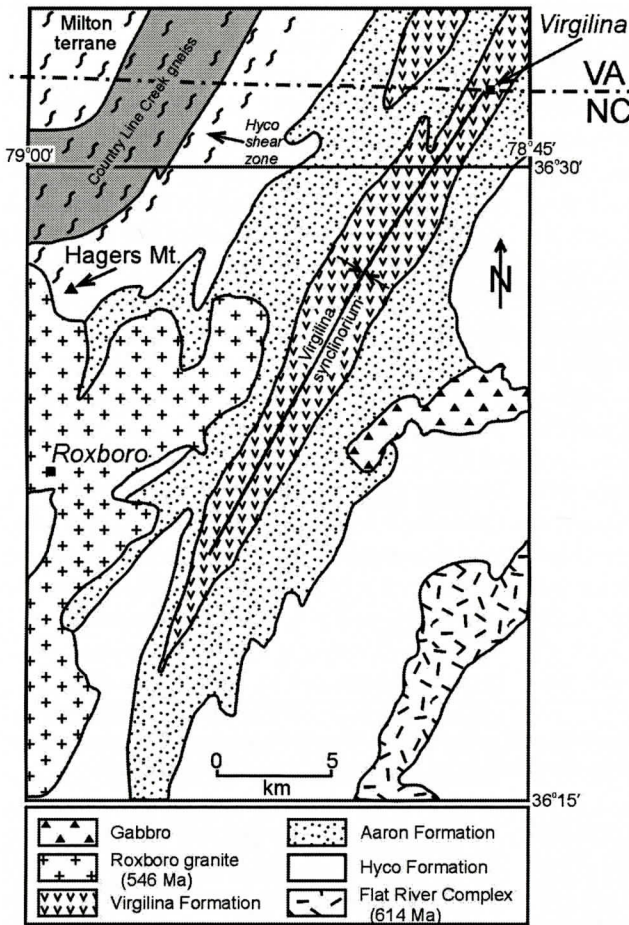 Milton
terrane
Country Line Creek gneiss
Hyco
shear
zone
Virgilina
VA
NC
79°00'
78°45'
36°30'
Hagers Mt.
N
Virgilina
synclinorium
Roxboro
0 5
km
36°15'
Gabbro
Roxboro granite
(546 Ma)
Virgilina Formation
Aaron Formation
Hyco Formation
Flat River Complex
(614 Ma)